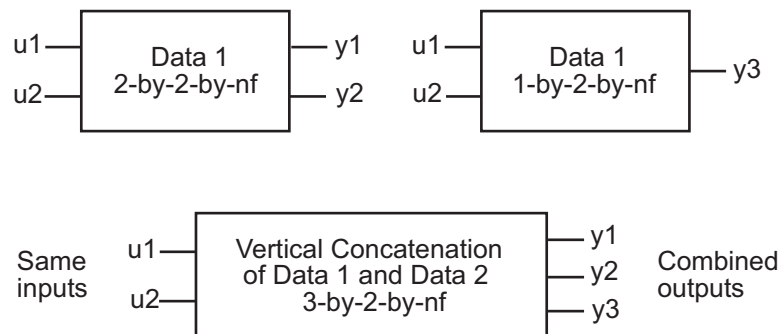 u1
u2
Data 1
2-by-2-by-nf
y1
y2
u1
u2
Data 1
1-by-2-by-nf
y3
Same
inputs
u1
u2
Vertical Concatenation
of Data 1 and Data 2
3-by-2-by-nf
y1
y2
y3
Combined
outputs